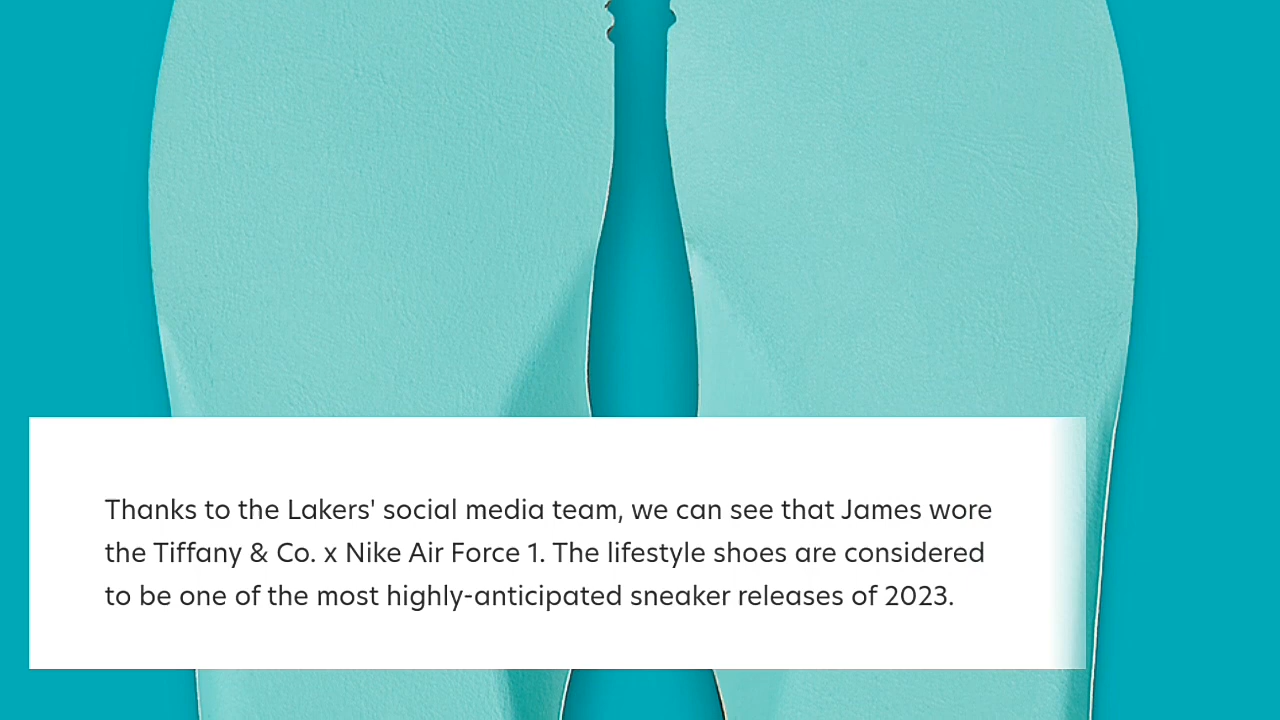 Thanks to the Lakers' social media team, we can see that James wore
the Tiffany & Co. x Nike Air Force 1. The lifestyle shoes are considered
to be one of the most highly-anticipated sneaker releases of 2023.